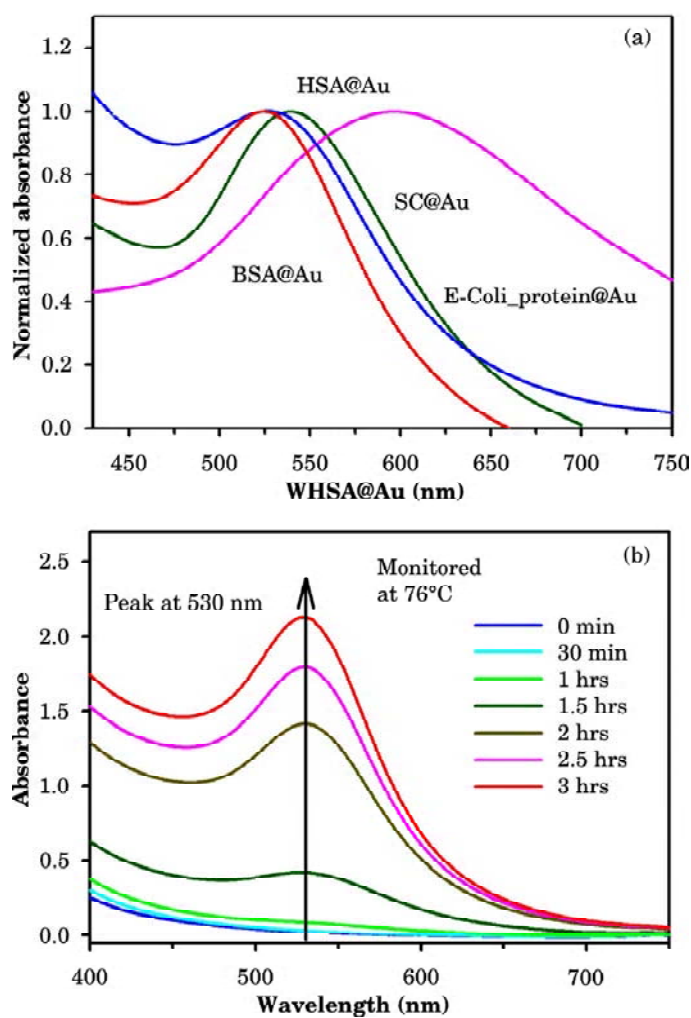 (a)
1.2
1.0
0.8
0.6
0.4
0.2
0.0
Normalized absorbance
HSA@Au
SC@Au
BSA@Au
E-Coli_protein@Au
450 500 550 600 650 700 750
WHSA@Au (nm)
(b)
2.5
2.0
1.5
1.0
0.5
0.0
Absorbance
Peak at 530 nm
Monitored
at 76°C
0 min
30 min
1 hrs
1.5 hrs
2 hrs
2.5 hrs
3 hrs
400 500 600 700
Wavelength (nm)